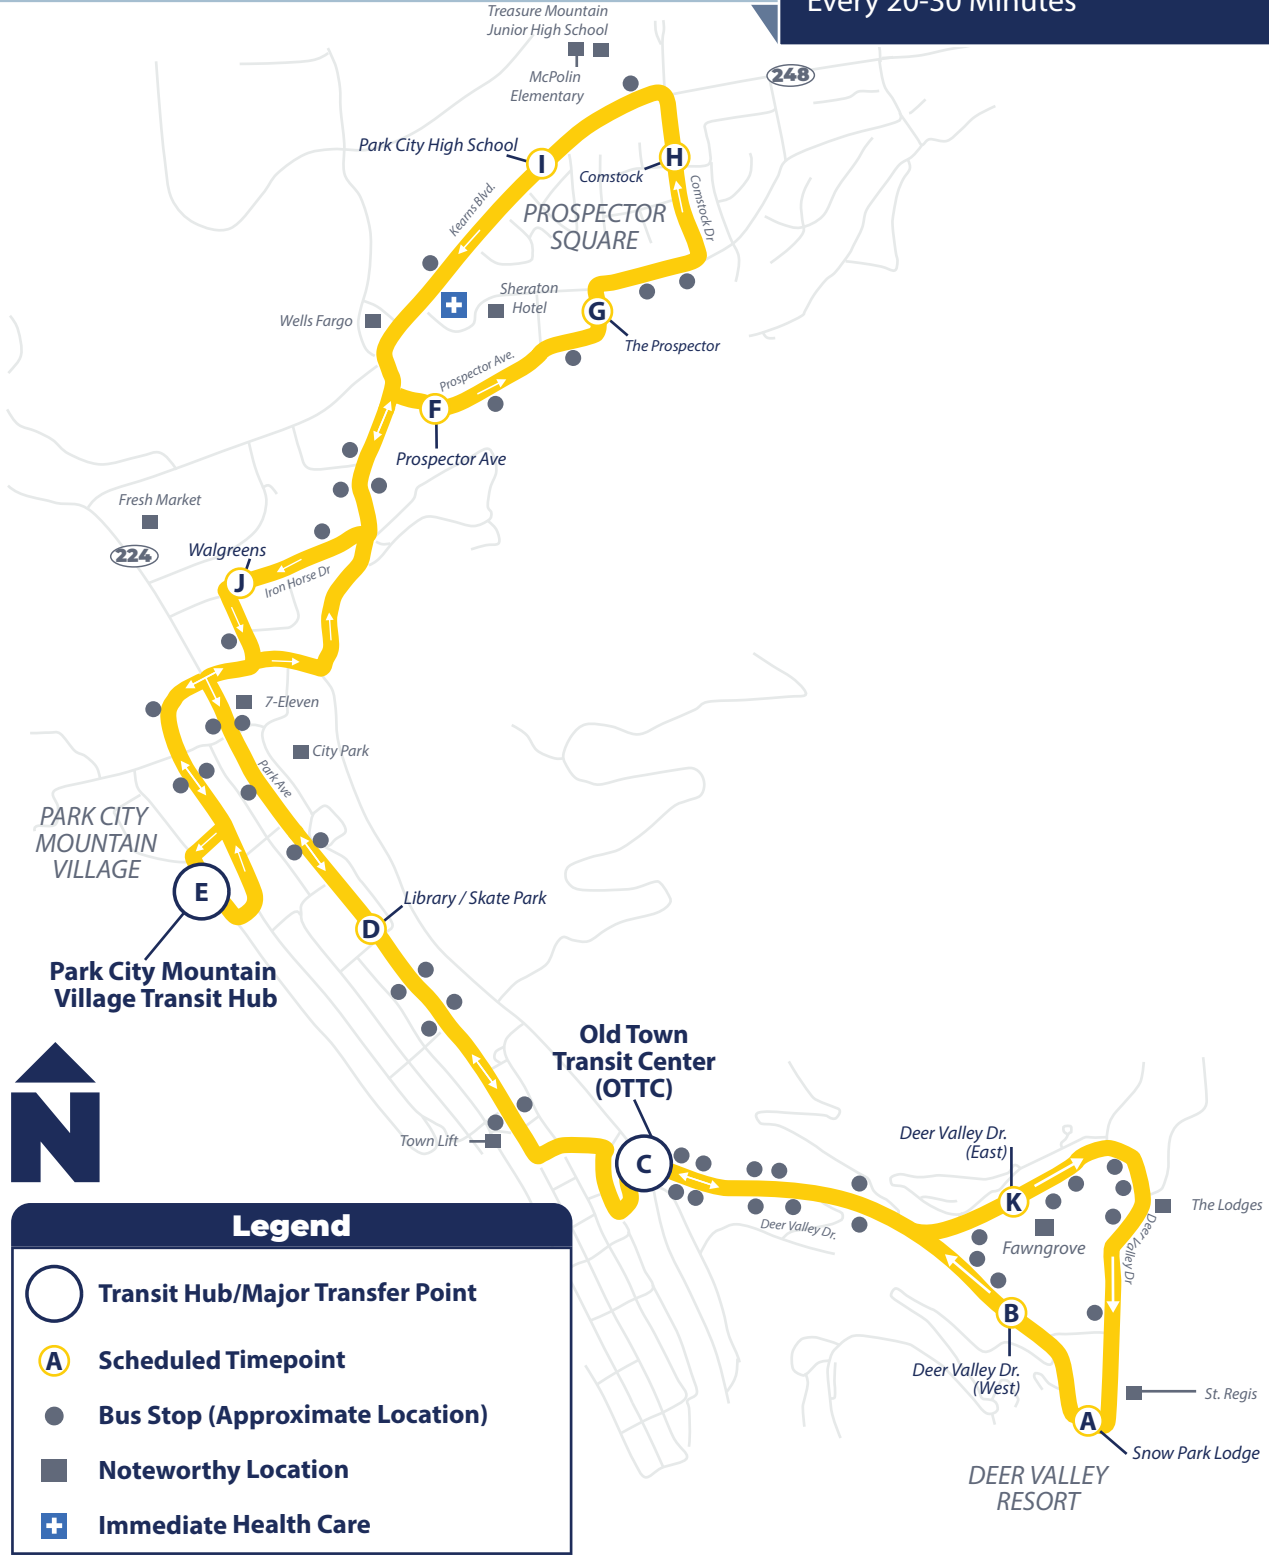 Every 20-30 Minutes
Treasure Mountain
Junior High School
McPolin
Elementary
248
Park City High School
I
H
Comstock
Kearns Blvd.
Comstock Dr
PROSPECTOR
SQUARE
Sheraton
Hotel
Wells Fargo
G
The Prospector
Prospector Ave.
F
Prospector Ave
Fresh Market
224
Walgreens
J
Iron Horse Dr
7-Eleven
City Park
Park Ave
PARK CITY
MOUNTAIN
VILLAGE
E
Library / Skate Park
D
Park City Mountain
Village Transit Hub
Old Town
Transit Center
(OTTC)
N
Town Lift
C
Deer Valley Dr.
(East)
K
The Lodges
Deer Valley Dr.
Fawngrove
Deer Valley Dr
B
Deer Valley Dr.
(West)
St. Regis
A
Snow Park Lodge
DEER VALLEY
RESORT
Legend
Transit Hub/Major Transfer Point
A Scheduled Timepoint
Bus Stop (Approximate Location)
Noteworthy Location
Immediate Health Care